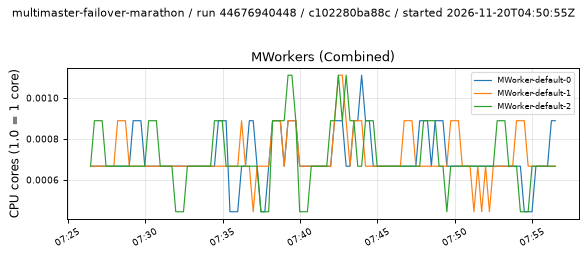 multimaster-failover-marathon / run 44676940448 / c102280ba88c / started 2026-11-20T04:50:55Z
MWorkers (Combined)
CPU cores (1.0 = 1 core)
0.0010
0.0008
0.0006
MWorker-default-0
MWorker-default-1
MWorker-default-2
07:25
07:30
07:35
07:40
07:45
07:50
07:55